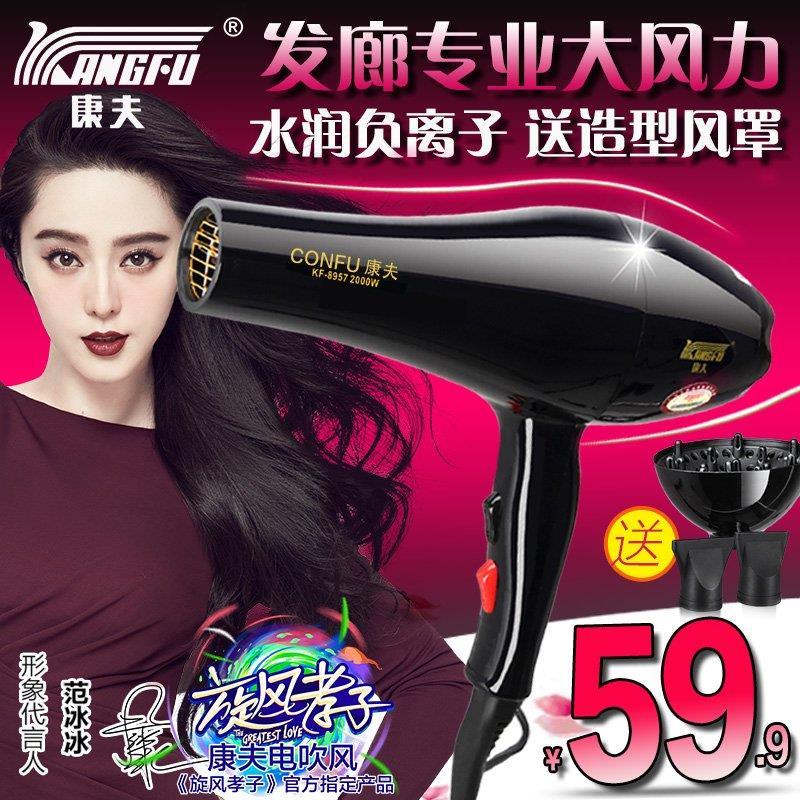 KANGFU®
康夫
发廊专业大风力
水润负离子 送造型风罩
CONFU 康夫
KF-8957 2000W
KANGFU
康夫
送
¥59.9
形象代言人
范冰冰
旋风孝子
THE GREATEST LOVE
康夫电吹风
《旋风孝子》官方指定产品